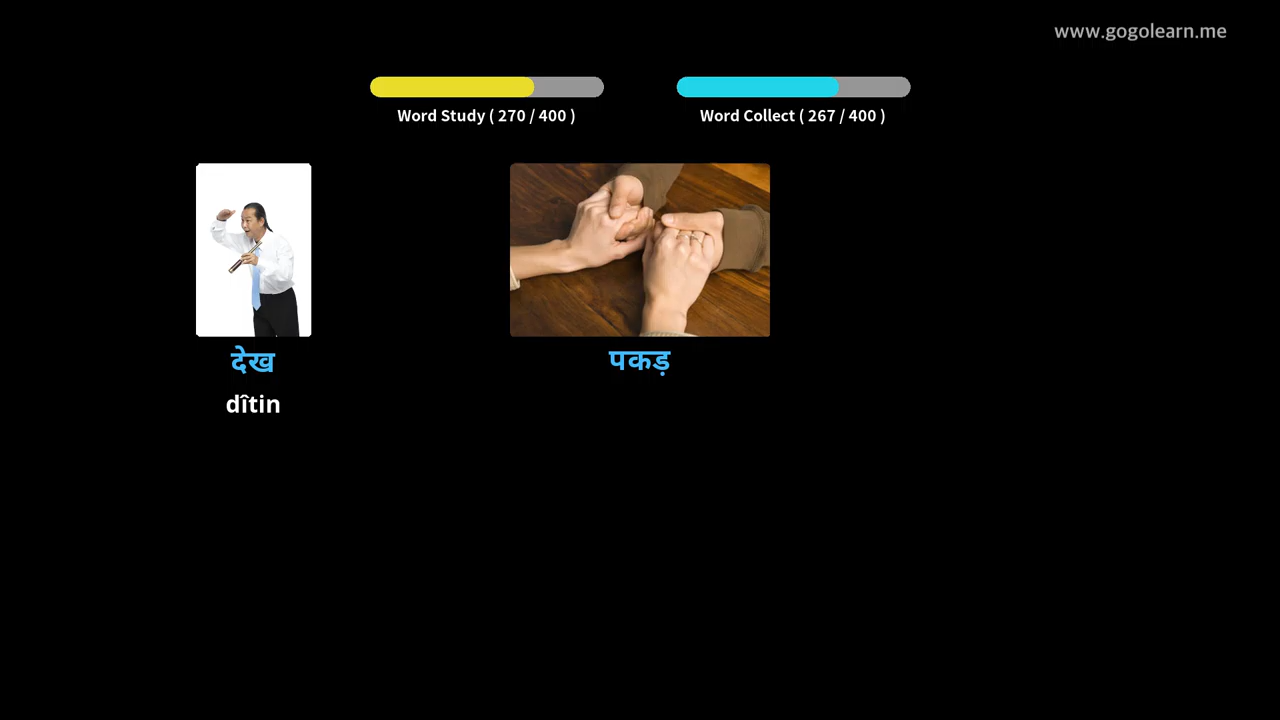 www.gogolearn.me
Word Study ( 270 / 400 )
Word Collect ( 267 / 400 )
देख
पकड़
dîtin